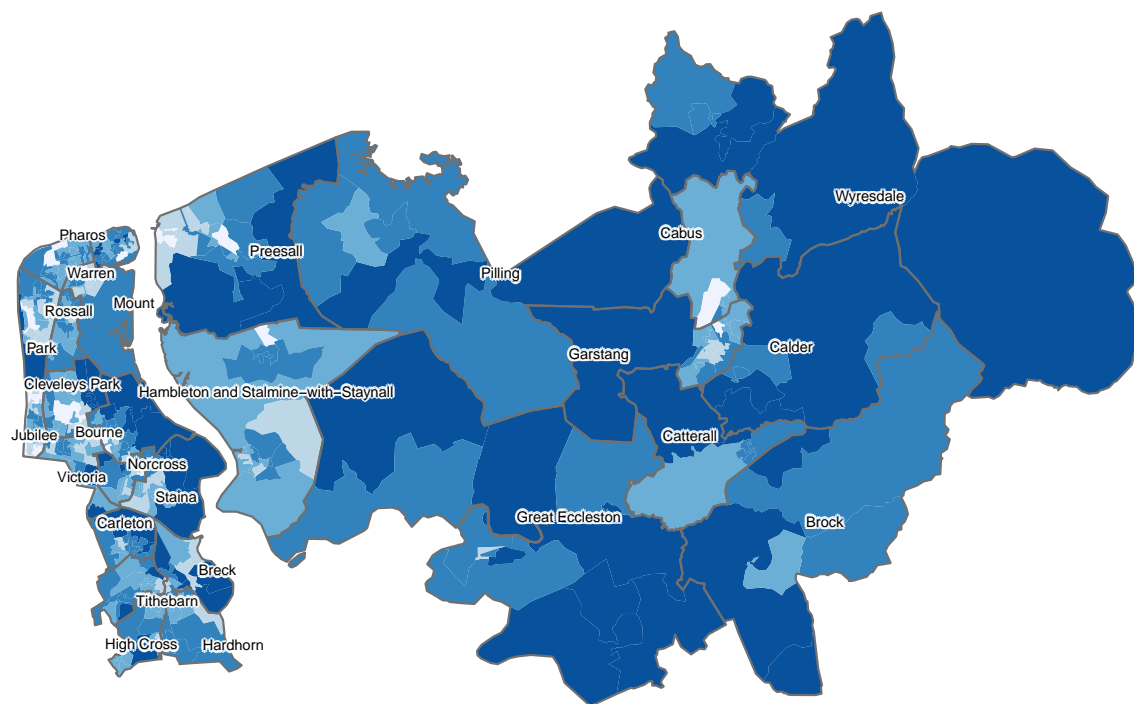 Wyresdale
Cabus
Pharos
Preesall
Warren
Pilling
Mount
Rossall
Park
Garstang
Calder
Cleveleys Park
Hambleton and Stalmine−with−Staynall
Jubilee
Bourne
Catterall
Norcross
Victoria
Staina
Great Eccleston
Carleton
Brock
Breck
Tithebarn
High Cross
Hardhorn